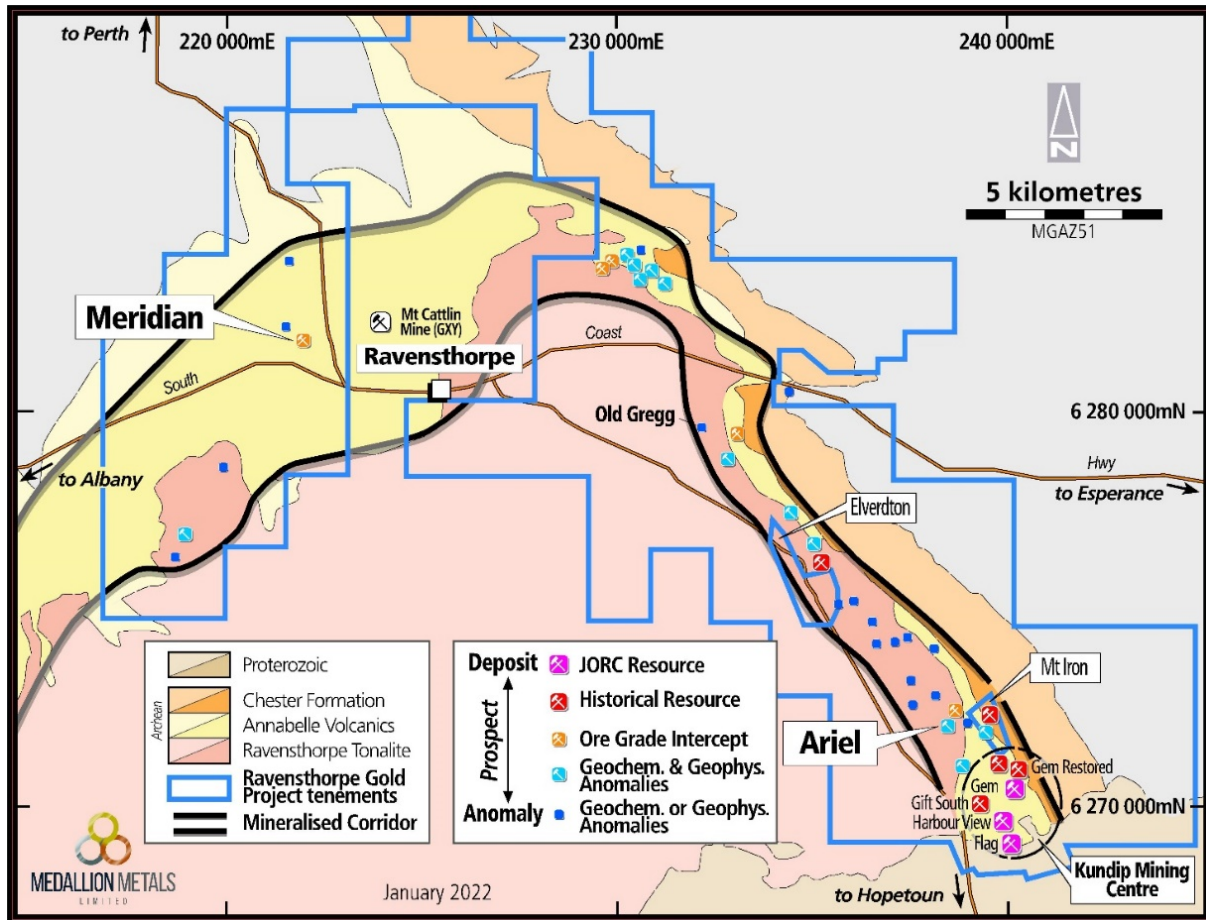 to Perth
220 000mE
230 000mE
240 000mE
N
5 kilometres
MGAZ51
Meridian
Mt Cattlin
Mine (GXY)
Ravensthorpe
Coast
South
Old Gregg
6 280 000mN
Hwy
to Albany
to Esperance
Elverdton
Mt Iron
Ariel
Gem Restored
Gem
Gift South
Harbour View
Flag
6 270 000mN
Kundip Mining
Centre
to Hopetoun
Proterozoic
Archean
Chester Formation
Annabelle Volcanics
Ravensthorpe Tonalite
Ravensthorpe Gold
Project tenements
Mineralised Corridor
Deposit
JORC Resource
Historical Resource
Prospect
Ore Grade Intercept
Geochem. & Geophys.
Anomalies
Anomaly
Geochem. or Geophys.
Anomalies
MEDALLION METALS
LIMITED
January 2022